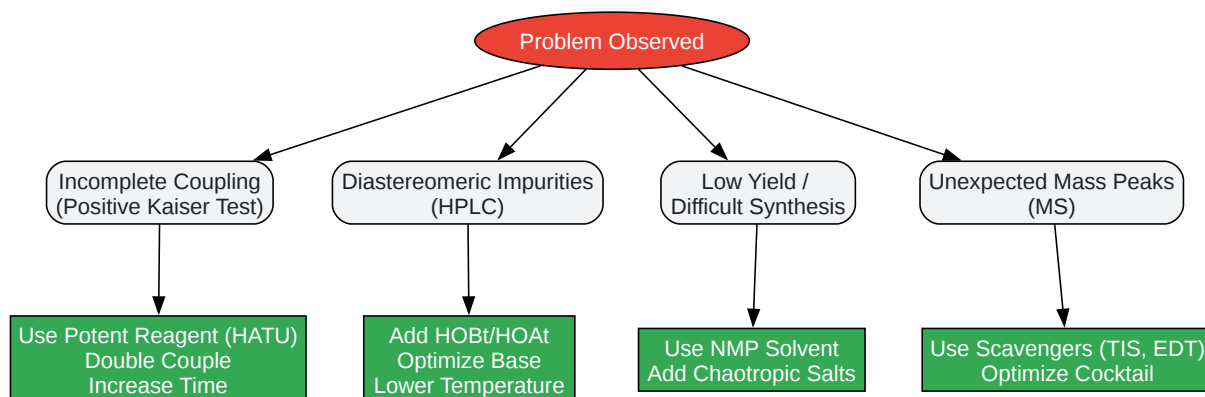 Problem Observed
Incomplete Coupling
(Positive Kaiser Test)
Diastereomeric Impurities
(HPLC)
Low Yield /
Difficult Synthesis
Unexpected Mass Peaks
(MS)
Use Potent Reagent (HATU)
Double Couple
Increase Time
Add HOBt/HOAt
Optimize Base
Lower Temperature
Use NMP Solvent
Add Chaotropic Salts
Use Scavengers (TIS, EDT)
Optimize Cocktail